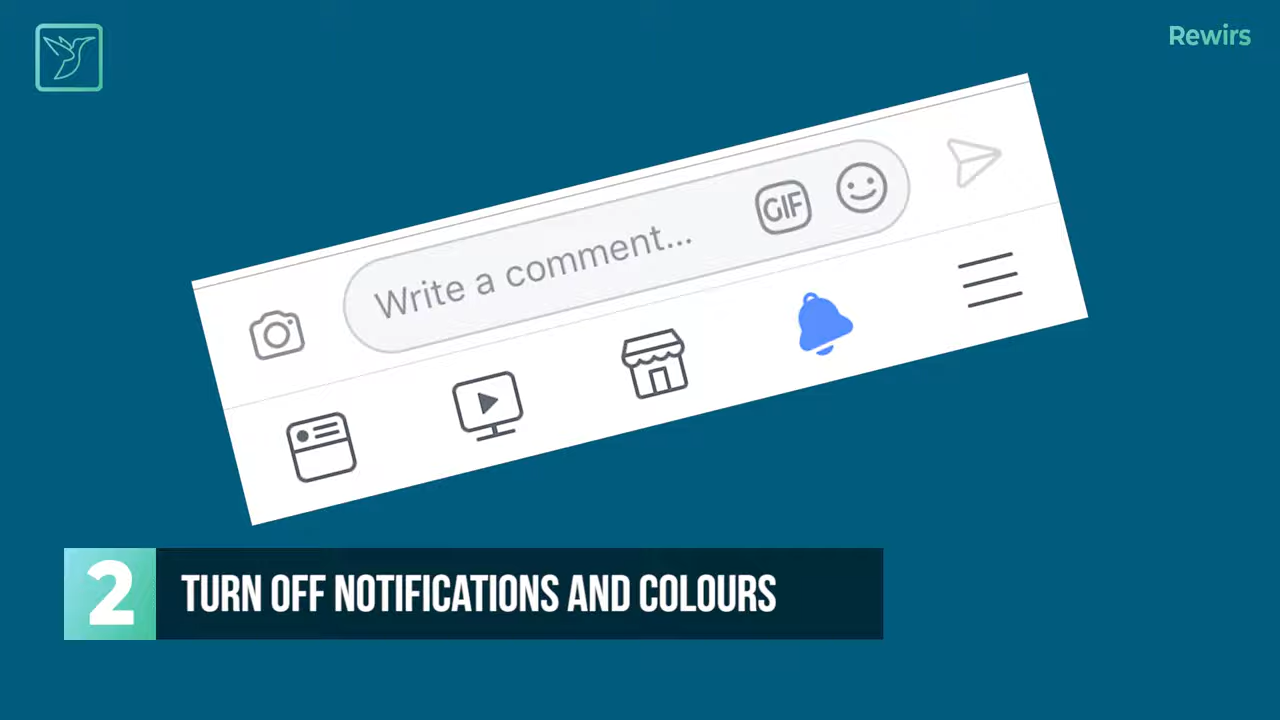 Rewirs
Write a comment...
GIF
2
TURN OFF NOTIFICATIONS AND COLOURS